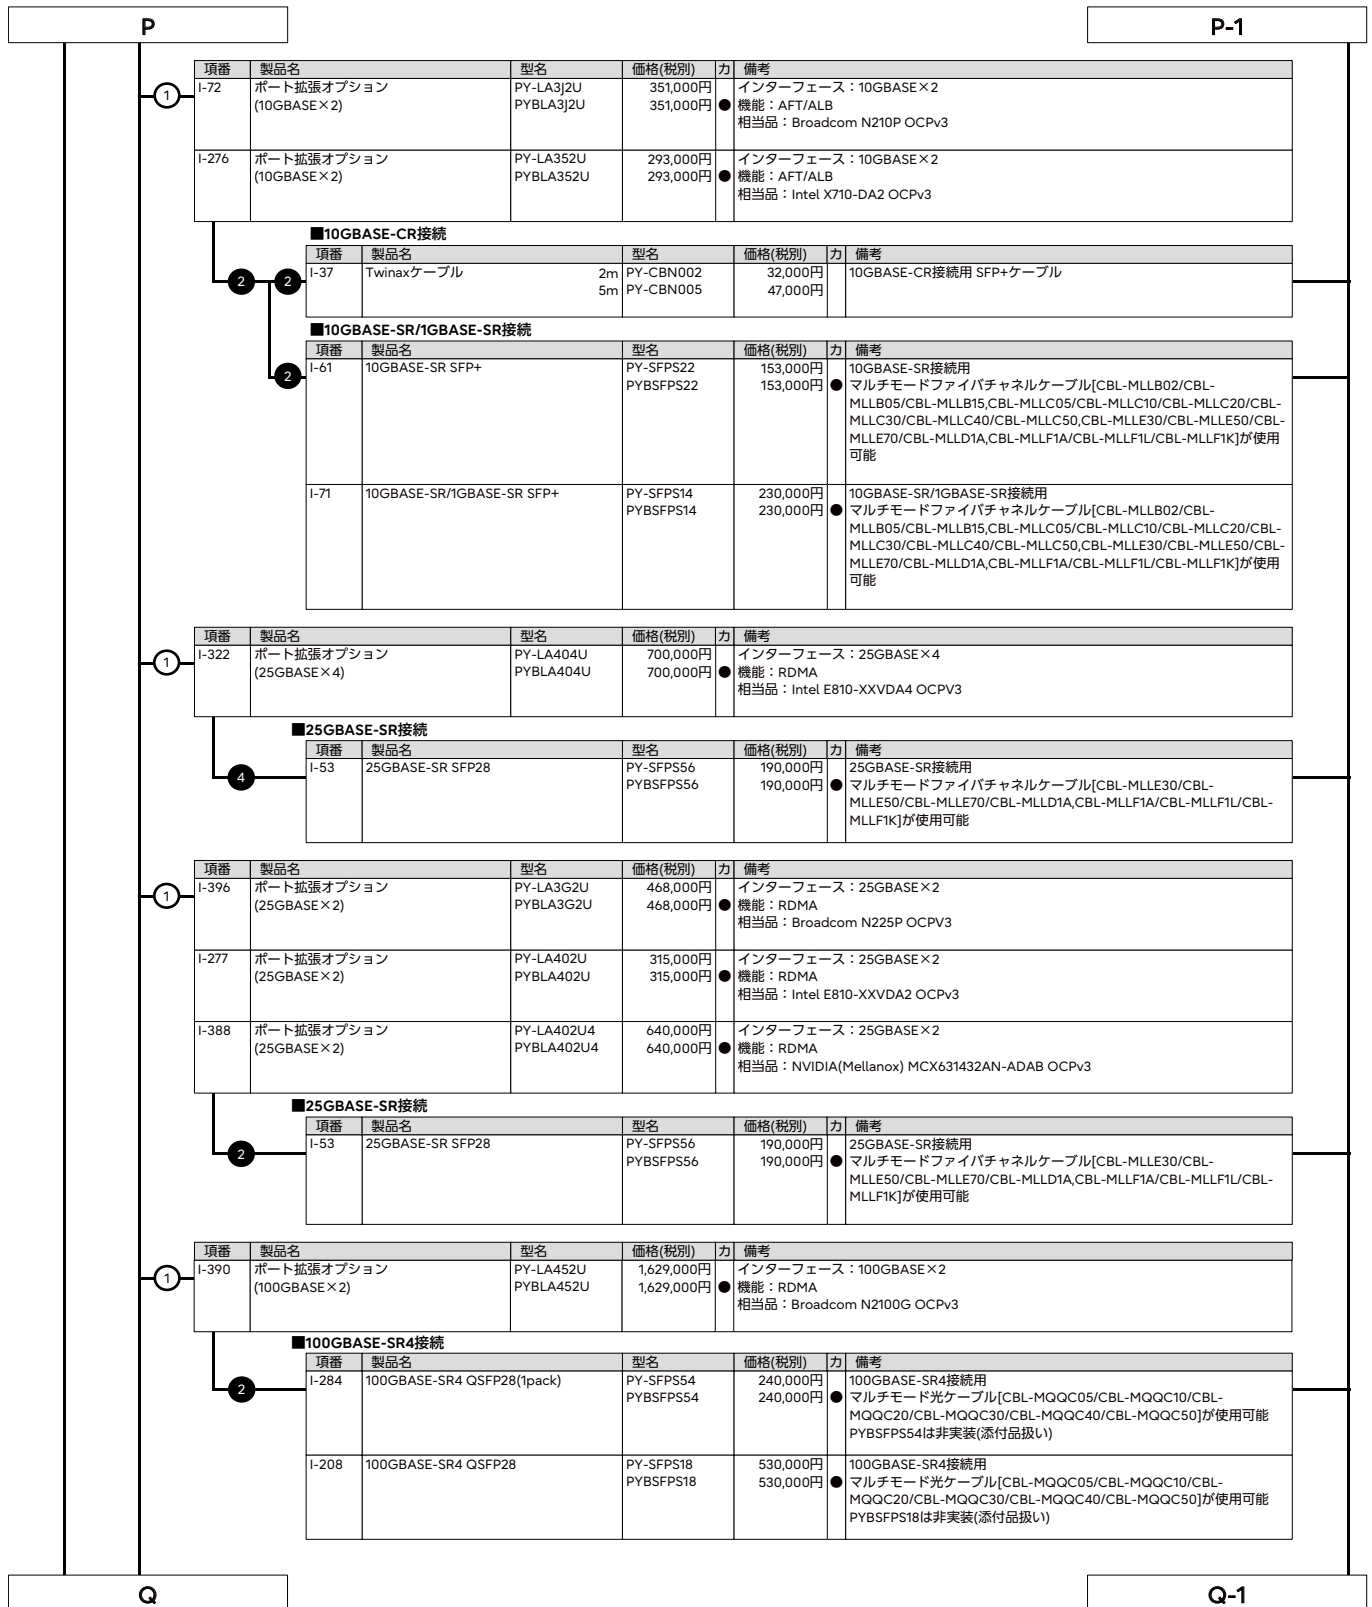 P
P-1
項番 製品名 型名 価格(税別) カ 備考
① I-72 ポート拡張オプション PY-LA3J2U 351,000円 インターフェース：10GBASE×2
(10GBASE×2) PYBLA3J2U 351,000円 ● 機能：AFT/ALB
相当品：Broadcom N210P OCPv3
I-276 ポート拡張オプション PY-LA352U 293,000円 インターフェース：10GBASE×2
(10GBASE×2) PYBLA352U 293,000円 ● 機能：AFT/ALB
相当品：Intel X710-DA2 OCPv3
■10GBASE-CR接続
項番 製品名 型名 価格(税別) カ 備考
2 2 I-37 Twinaxケーブル 2m PY-CBN002 32,000円 10GBASE-CR接続用 SFP+ケーブル
5m PY-CBN005 47,000円
■10GBASE-SR/1GBASE-SR接続
項番 製品名 型名 価格(税別) カ 備考
2 I-61 10GBASE-SR SFP+ PY-SFPS22 153,000円 10GBASE-SR接続用
PYBSFPS22 153,000円 ● マルチモードファイバチャネルケーブル[CBL-MLLB02/CBL-
MLLB05/CBL-MLLB15,CBL-MLLC05/CBL-MLLC10/CBL-MLLC20/CBL-
MLLC30/CBL-MLLC40/CBL-MLLC50,CBL-MLLE30/CBL-MLLE50/CBL-
MLLE70/CBL-MLLD1A,CBL-MLLF1A/CBL-MLLF1L/CBL-MLLF1K]が使用
可能
I-71 10GBASE-SR/1GBASE-SR SFP+ PY-SFPS14 230,000円 10GBASE-SR/1GBASE-SR接続用
PYBSFPS14 230,000円 ● マルチモードファイバチャネルケーブル[CBL-MLLB02/CBL-
MLLB05/CBL-MLLB15,CBL-MLLC05/CBL-MLLC10/CBL-MLLC20/CBL-
MLLC30/CBL-MLLC40/CBL-MLLC50,CBL-MLLE30/CBL-MLLE50/CBL-
MLLE70/CBL-MLLD1A,CBL-MLLF1A/CBL-MLLF1L/CBL-MLLF1K]が使用
可能
項番 製品名 型名 価格(税別) カ 備考
① I-322 ポート拡張オプション PY-LA404U 700,000円 インターフェース：25GBASE×4
(25GBASE×4) PYBLA404U 700,000円 ● 機能：RDMA
相当品：Intel E810-XXVDA4 OCPV3
■25GBASE-SR接続
項番 製品名 型名 価格(税別) カ 備考
4 I-53 25GBASE-SR SFP28 PY-SFPS56 190,000円 25GBASE-SR接続用
PYBSFPS56 190,000円 ● マルチモードファイバチャネルケーブル[CBL-MLLE30/CBL-
MLLE50/CBL-MLLE70/CBL-MLLD1A,CBL-MLLF1A/CBL-MLLF1L/CBL-
MLLF1K]が使用可能
項番 製品名 型名 価格(税別) カ 備考
① I-396 ポート拡張オプション PY-LA3G2U 468,000円 インターフェース：25GBASE×2
(25GBASE×2) PYBLA3G2U 468,000円 ● 機能：RDMA
相当品：Broadcom N225P OCPV3
I-277 ポート拡張オプション PY-LA402U 315,000円 インターフェース：25GBASE×2
(25GBASE×2) PYBLA402U 315,000円 ● 機能：RDMA
相当品：Intel E810-XXVDA2 OCPv3
I-388 ポート拡張オプション PY-LA402U4 640,000円 インターフェース：25GBASE×2
(25GBASE×2) PYBLA402U4 640,000円 ● 機能：RDMA
相当品：NVIDIA(Mellanox) MCX631432AN-ADAB OCPv3
■25GBASE-SR接続
項番 製品名 型名 価格(税別) カ 備考
2 I-53 25GBASE-SR SFP28 PY-SFPS56 190,000円 25GBASE-SR接続用
PYBSFPS56 190,000円 ● マルチモードファイバチャネルケーブル[CBL-MLLE30/CBL-
MLLE50/CBL-MLLE70/CBL-MLLD1A,CBL-MLLF1A/CBL-MLLF1L/CBL-
MLLF1K]が使用可能
項番 製品名 型名 価格(税別) カ 備考
① I-390 ポート拡張オプション PY-LA452U 1,629,000円 インターフェース：100GBASE×2
(100GBASE×2) PYBLA452U 1,629,000円 ● 機能：RDMA
相当品：Broadcom N2100G OCPv3
■100GBASE-SR4接続
項番 製品名 型名 価格(税別) カ 備考
2 I-284 100GBASE-SR4 QSFP28(1pack) PY-SFPS54 240,000円 100GBASE-SR4接続用
PYBSFPS54 240,000円 ● マルチモード光ケーブル[CBL-MQQC05/CBL-MQQC10/CBL-
MQQC20/CBL-MQQC30/CBL-MQQC40/CBL-MQQC50]が使用可能
PYBSFPS54は非実装(添付品扱い)
I-208 100GBASE-SR4 QSFP28 PY-SFPS18 530,000円 100GBASE-SR4接続用
PYBSFPS18 530,000円 ● マルチモード光ケーブル[CBL-MQQC05/CBL-MQQC10/CBL-
MQQC20/CBL-MQQC30/CBL-MQQC40/CBL-MQQC50]が使用可能
PYBSFPS18は非実装(添付品扱い)
Q
Q-1